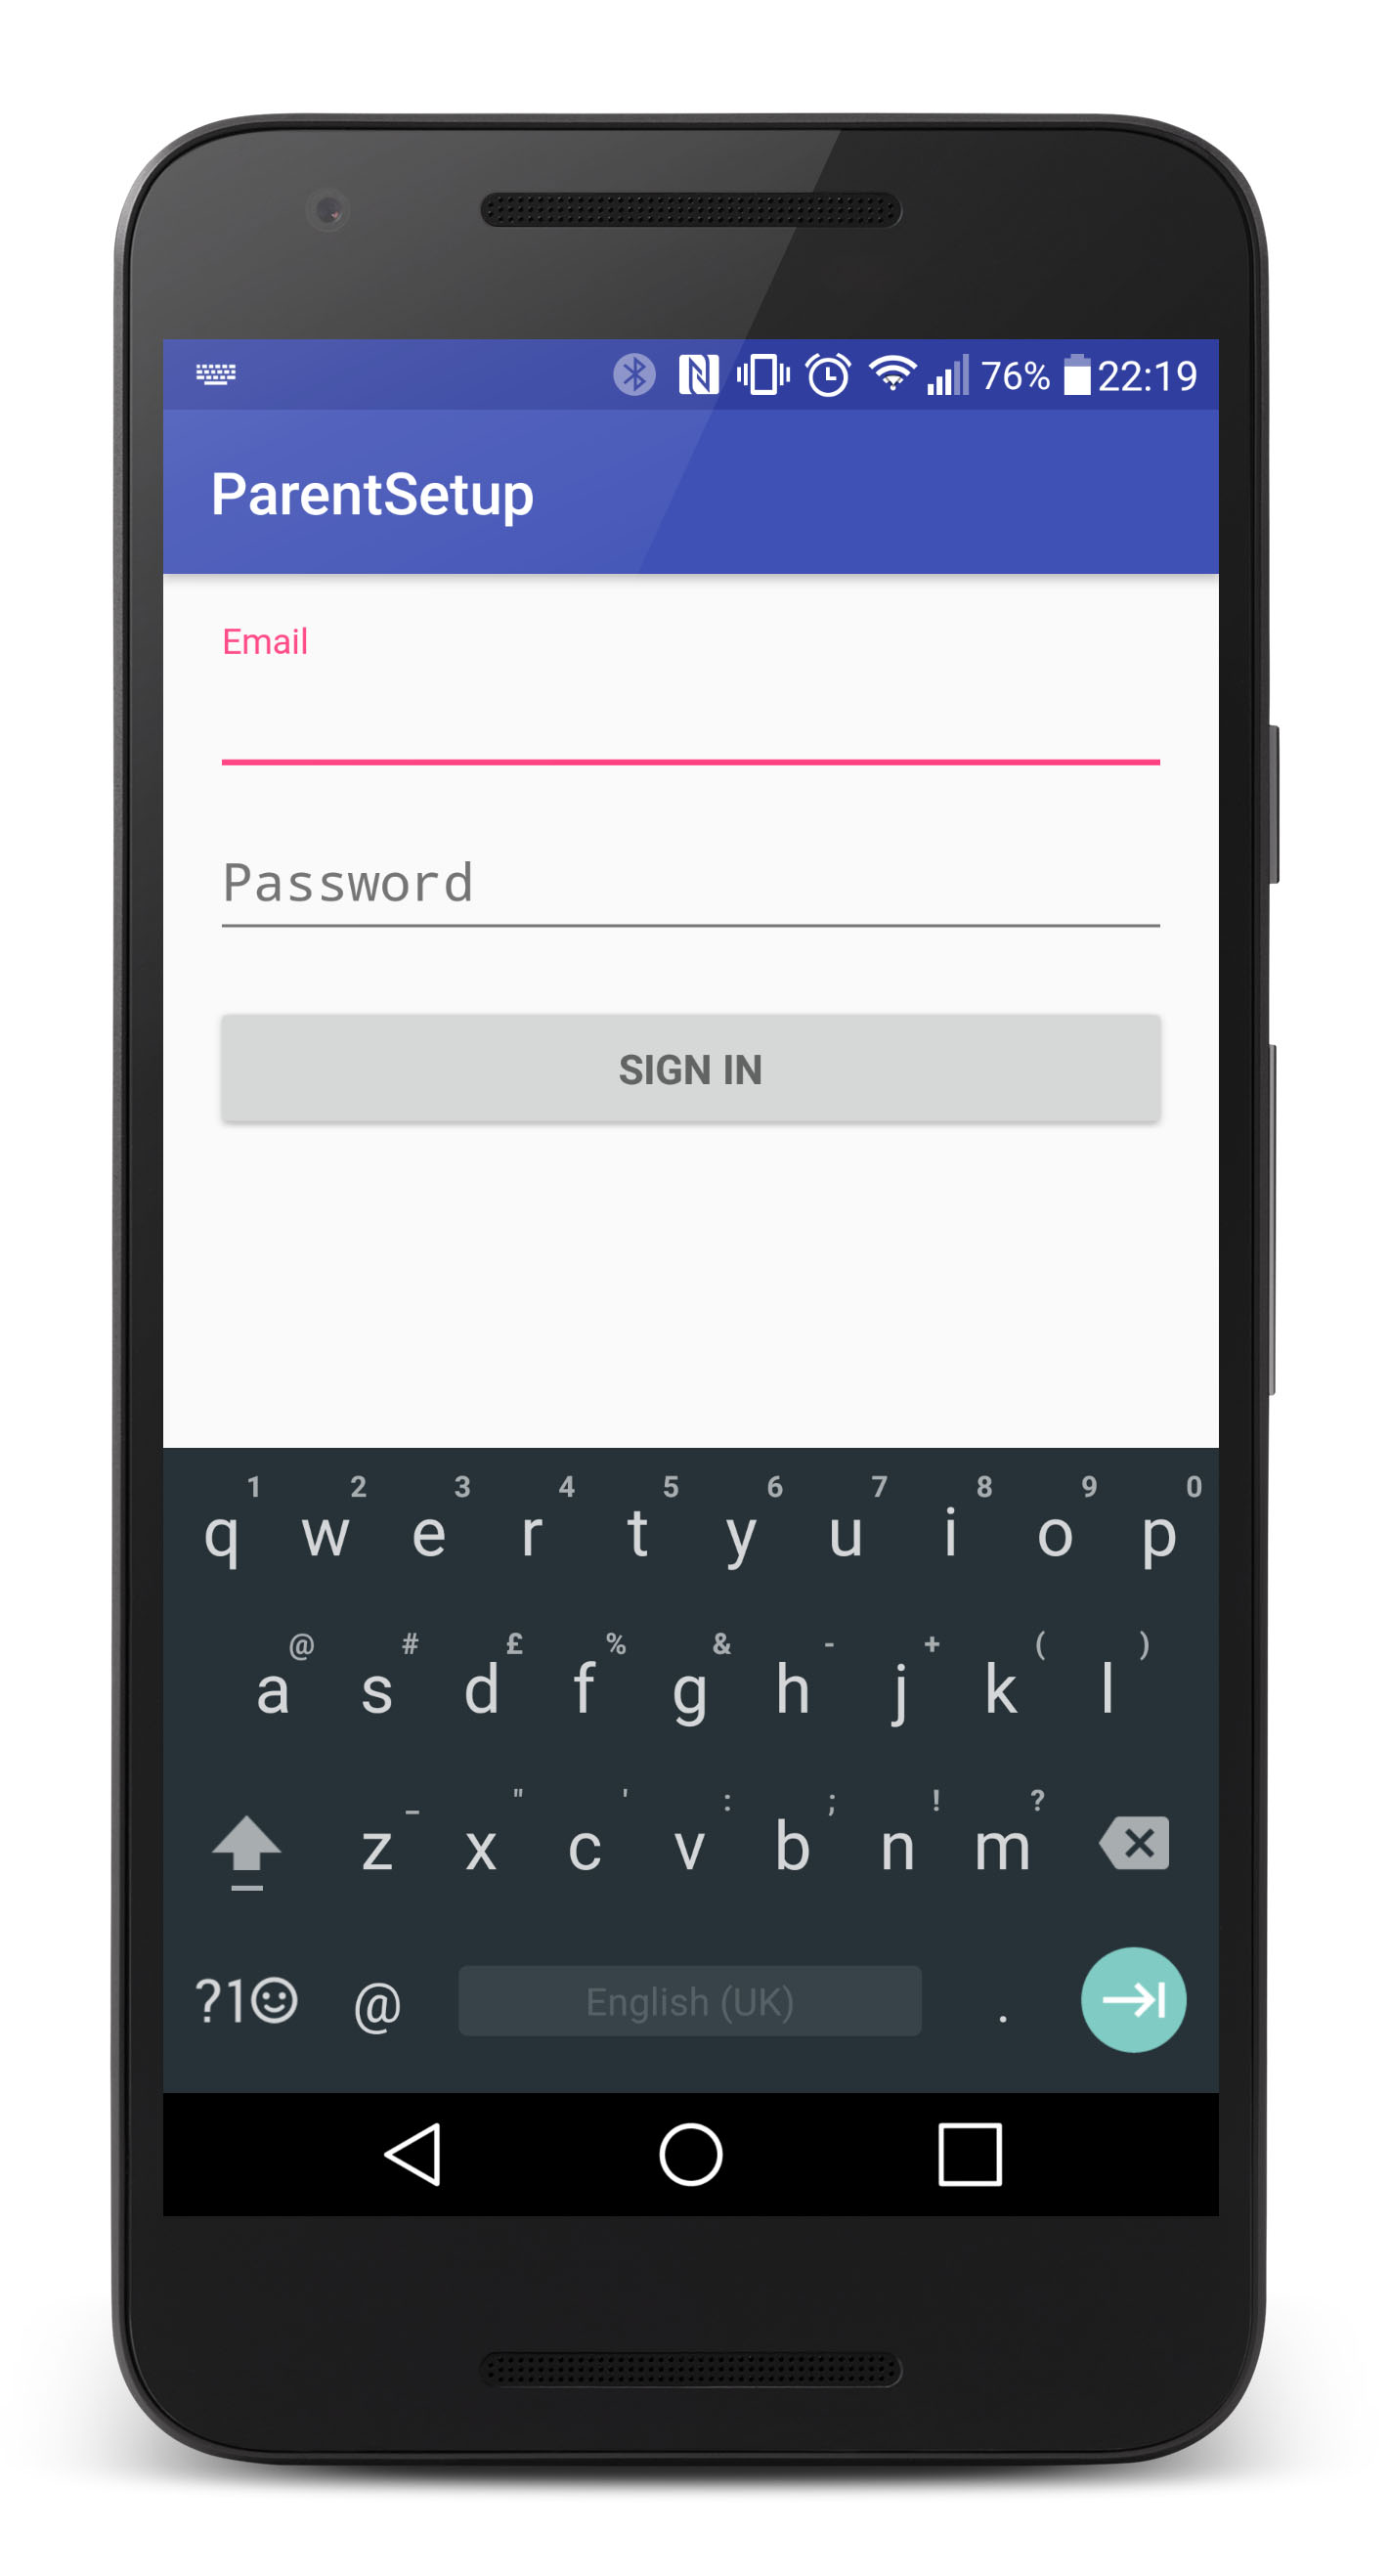 76% 22:19
ParentSetup
Email
Password
SIGN IN
1 2 3 4 5 6 7 8 9 0
q w e r t y u i o p
@ # £ % & - + ( )
a s d f g h j k l
_ " ' : ; ! ?
z x c v b n m
?1☺ @ English (UK) .